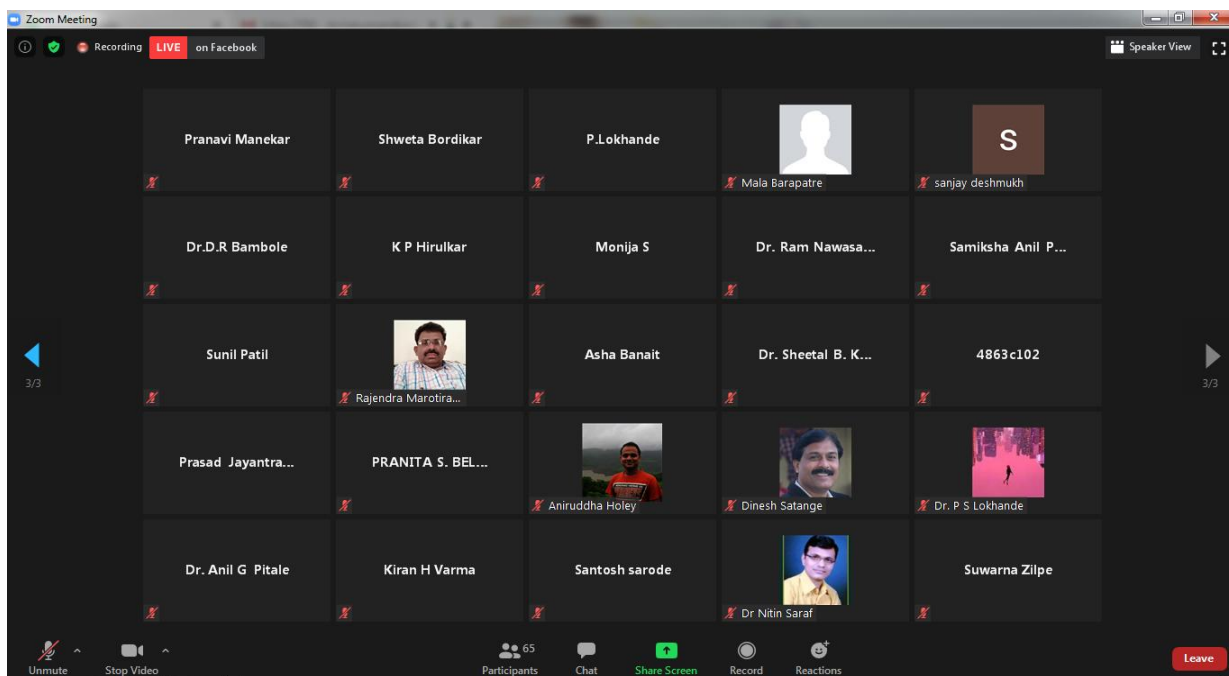 Zoom Meeting
Recording LIVE on Facebook
Speaker View
Pranavi Manekar
Shweta Bordikar
P.Lokhande
Mala Barapatre
S
sanjay deshmukh
Dr.D.R Bambole
K P Hirulkar
Monija S
Dr. Ram Nawasa...
Samiksha Anil P...
Sunil Patil
Rajendra Marotira...
Asha Banait
Dr. Sheetal B. K...
4863c102
3/3
3/3
Prasad Jayantra...
PRANITA S. BEL...
Aniruddha Holey
Dinesh Satange
Dr. P S Lokhande
Dr. Anil G Pitale
Kiran H Varma
Santosh sarode
Dr Nitin Saraf
Suwarna Zilpe
Unmute
Stop Video
65
Participants
Chat
Share Screen
Record
Reactions
Leave